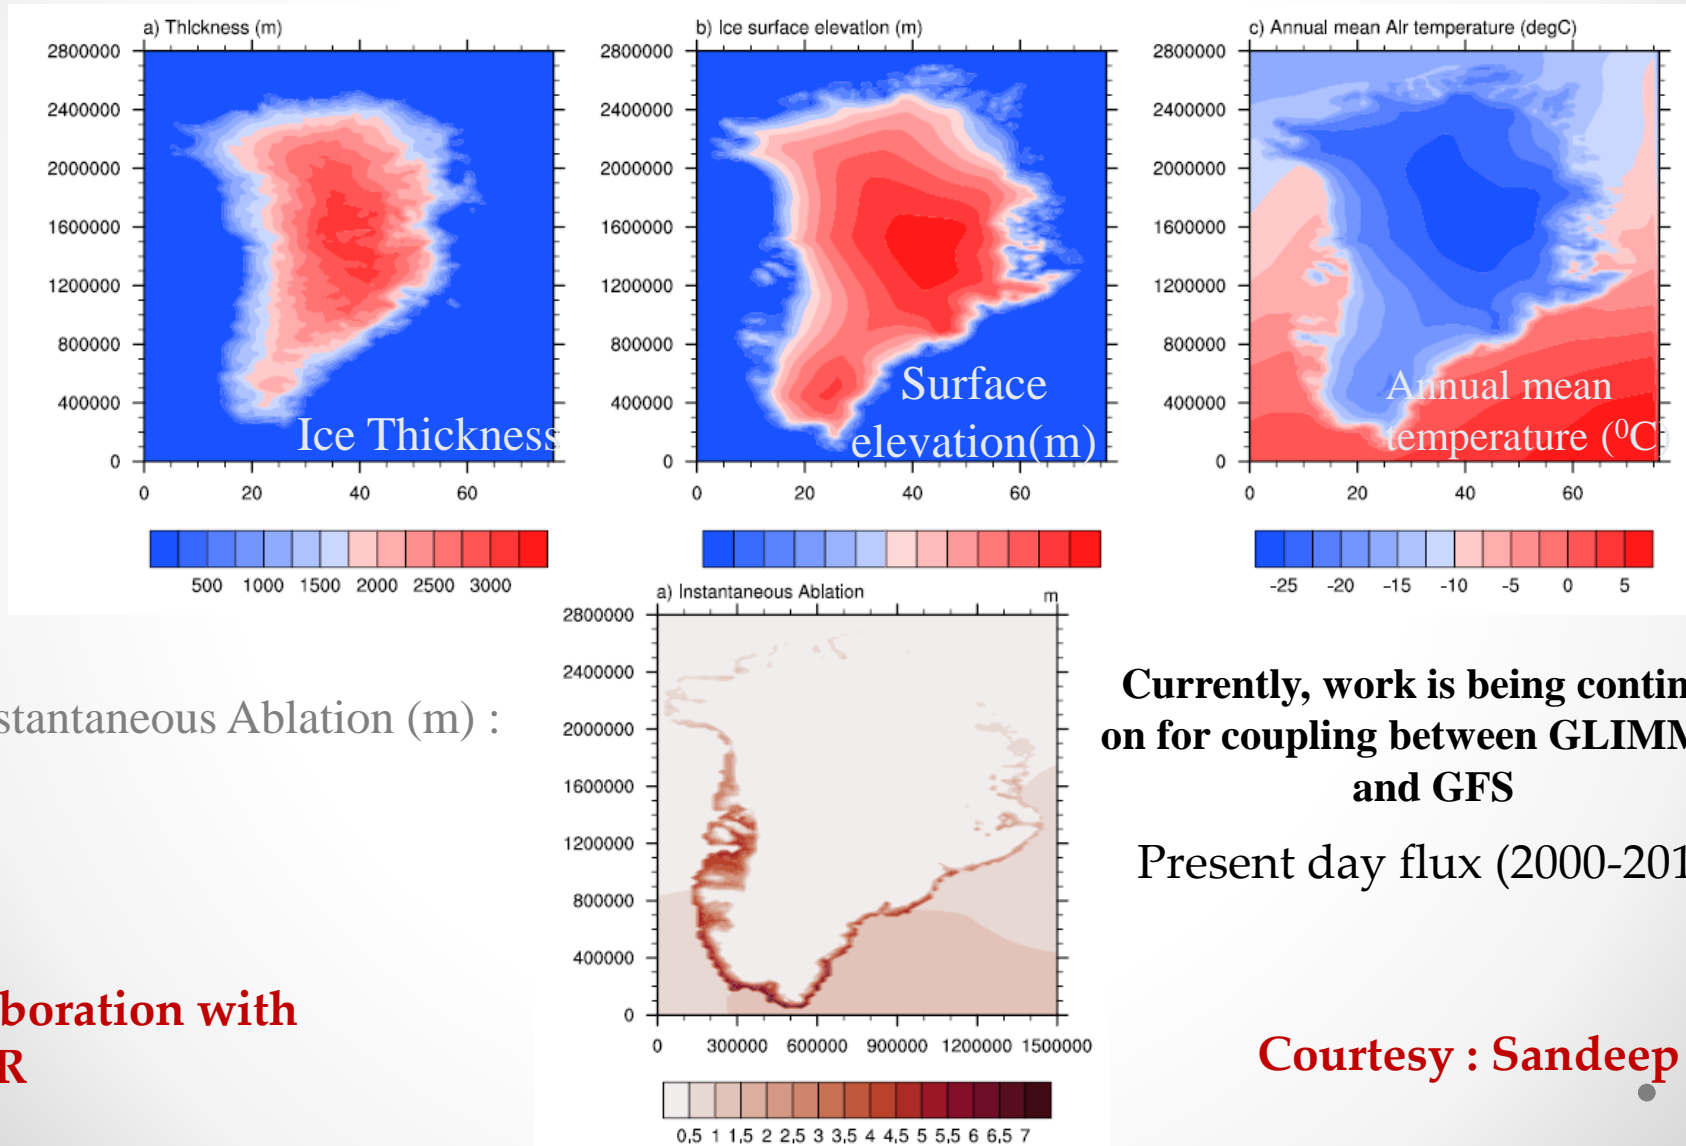 a) Thickness (m)
2800000
2400000
2000000
1600000
1200000
800000
400000
0
0 20 40 60
Ice Thickness
500 1000 1500 2000 2500 3000
b) Ice surface elevation (m)
2800000
2400000
2000000
1600000
1200000
800000
400000
0
0 20 40 60
Surface
elevation(m)
c) Annual mean Air temperature (degC)
2800000
2400000
2000000
1600000
1200000
800000
400000
0
0 20 40 60
Annual mean
temperature (⁰C)
-25 -20 -15 -10 -5 0 5
stantaneous Ablation (m) :
boration with
R
a) Instantaneous Ablation m
2800000
2400000
2000000
1600000
1200000
800000
400000
0
0 300000 600000 900000 1200000 1500000
0,5 1 1,5 2 2,5 3 3,5 4 4,5 5 5,5 6 6,5 7
Currently, work is being contin
on for coupling between GLIMM
and GFS
Present day flux (2000-201
Courtesy : Sandeep